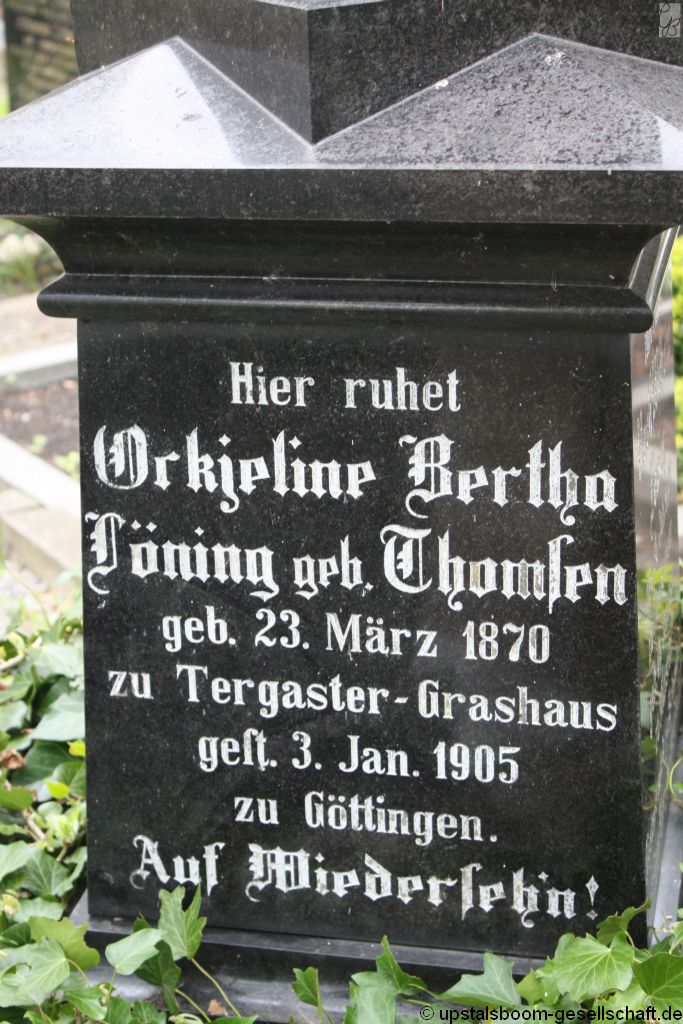 Hier ruhet
Orkjeline Bertha
Löning geb. Thomſen
geb. 23. März 1870
zu Tergaster-Grashaus
geſt. 3. Jan. 1905
zu Göttingen.
Auf Wiederſeh'n!
© upstalsboom-gesellschaft.de